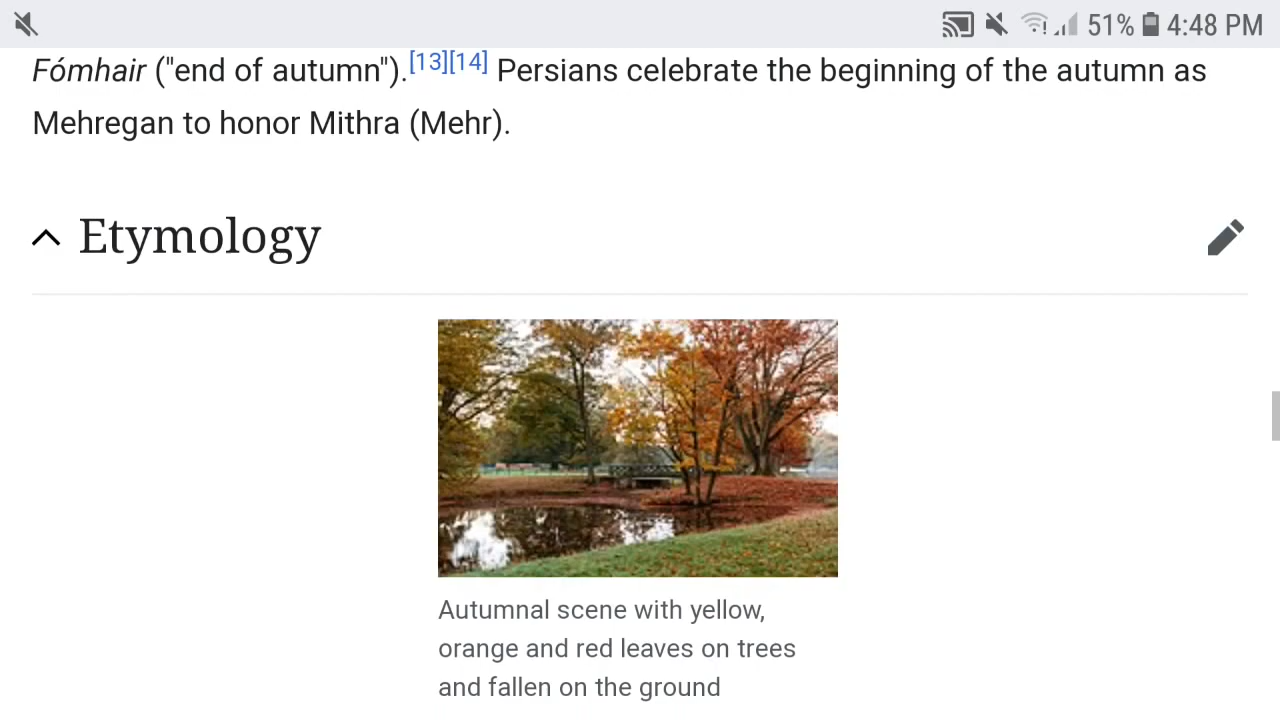 51% 4:48 PM
Fómhair ("end of autumn").[13][14] Persians celebrate the beginning of the autumn as
Mehregan to honor Mithra (Mehr).
Etymology
Autumnal scene with yellow,
orange and red leaves on trees
and fallen on the ground